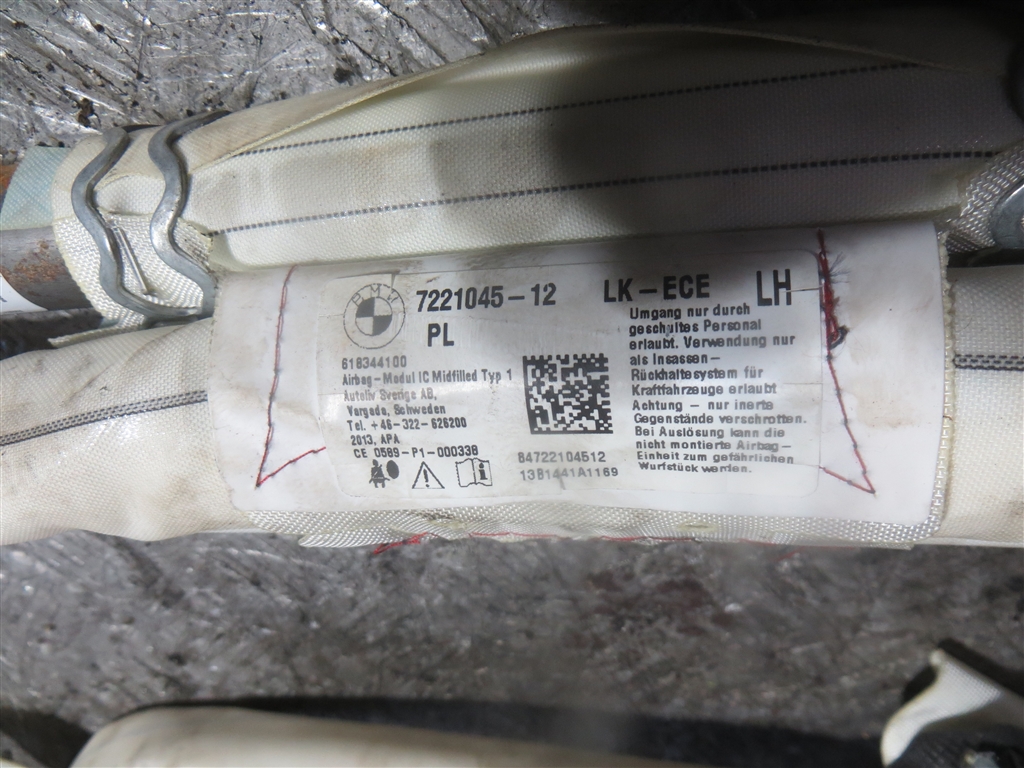 BMW
7221045-12
PL
LK-ECE
LH
618344100
Airbag-Modul IC Midfilled Typ 1
Autoliv Sverige AB,
Vargada, Schweden
Tel. +46-322-626200
2013, APA
CE 0589-P1-000338
84722104512
13B1441A1169
Umgang nur durch
geschultes Personal
erlaubt. Verwendung nur
als Insassen-
Rückhaltesystem für
Kraftfahrzeuge erlaubt
Achtung - nur inerte
Gegenstände verschrotten.
Bei Auslösung kann die
nicht montierte Airbag-
Einheit zum gefährlichen
Wurfstück werden.